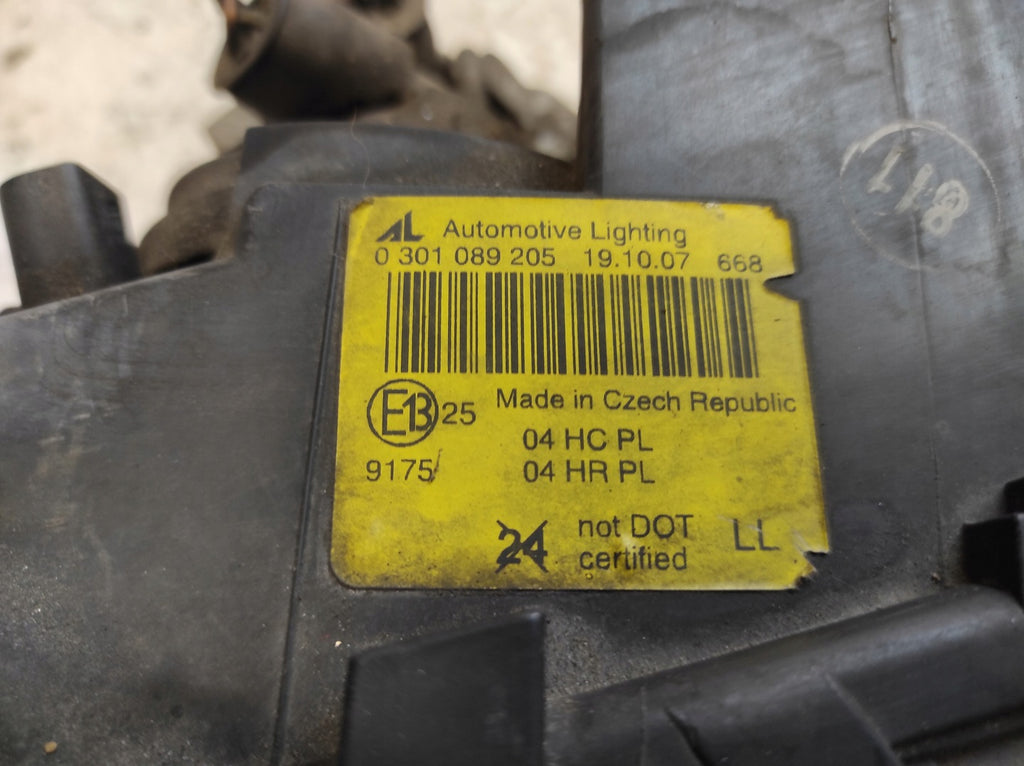 AL Automotive Lighting
0 301 089 205 19.10.07 668
Made in Czech Republic
E13 25
04 HC PL
9175 04 HR PL
24 not DOT LL
certified